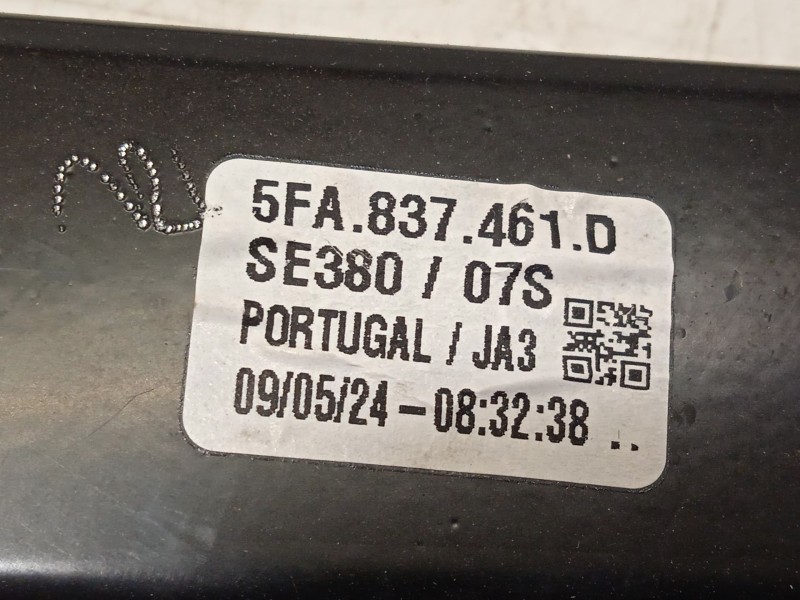 5FA.837.461.D
SE380 / 07S
PORTUGAL / JA3
09/05/24 - 08:32:38 ..